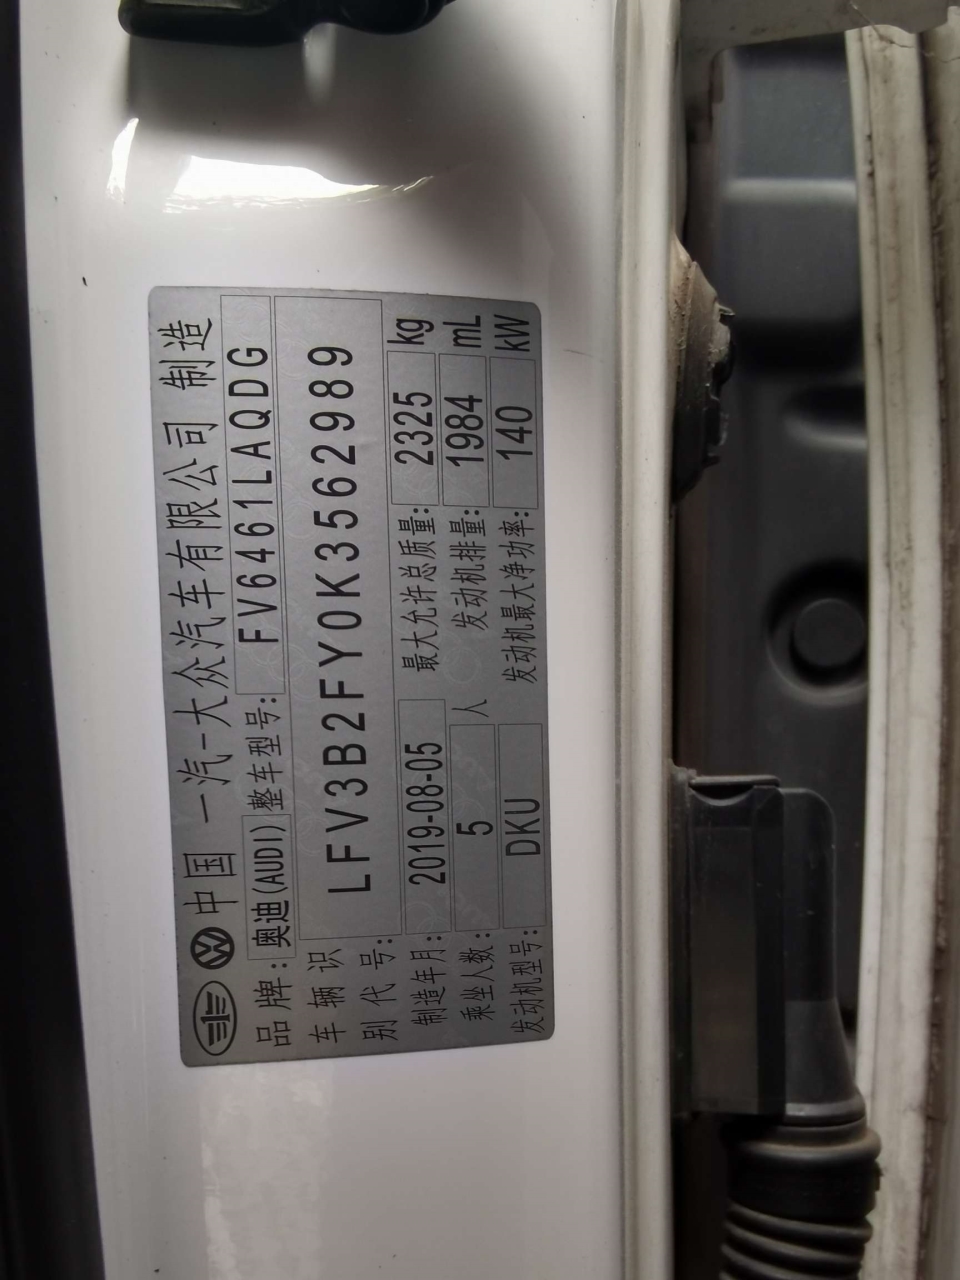 中国 一汽-大众汽车有限公司 制造
品牌: 奥迪(AUDI) 整车型号: FV6461LAQDG
车辆识别代号: LFV3B2FY0K3562989
制造年月: 2019-08-05 最大允许总质量: 2325 kg
乘坐人数: 5 人 发动机排量: 1984 mL
发动机型号: DKU 发动机最大净功率: 140 kW